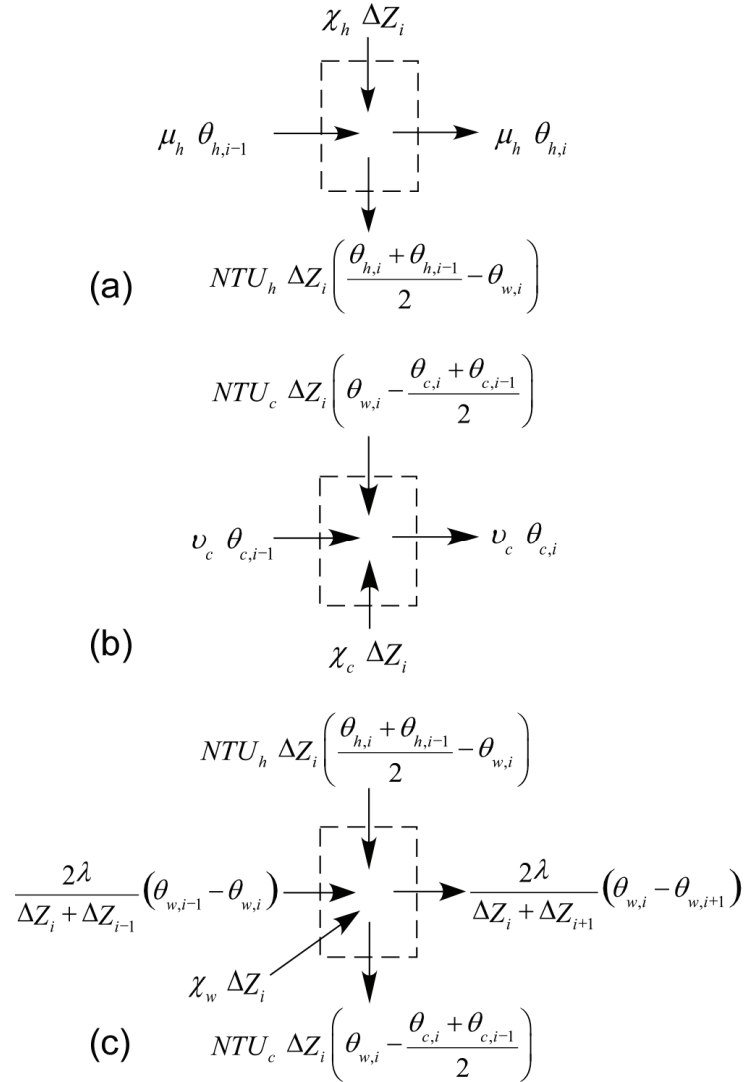 χ_h ΔZ_i
μ_h θ_{h,i−1}
μ_h θ_{h,i}
(a)
NTU_h ΔZ_i ( (θ_{h,i} + θ_{h,i−1}) / 2 − θ_{w,i} )
NTU_c ΔZ_i ( θ_{w,i} − (θ_{c,i} + θ_{c,i−1}) / 2 )
υ_c θ_{c,i−1}
υ_c θ_{c,i}
(b)
χ_c ΔZ_i
NTU_h ΔZ_i ( (θ_{h,i} + θ_{h,i−1}) / 2 − θ_{w,i} )
2λ / (ΔZ_i + ΔZ_{i−1}) (θ_{w,i−1} − θ_{w,i})
2λ / (ΔZ_i + ΔZ_{i+1}) (θ_{w,i} − θ_{w,i+1})
χ_w ΔZ_i
(c)
NTU_c ΔZ_i ( θ_{w,i} − (θ_{c,i} + θ_{c,i−1}) / 2 )